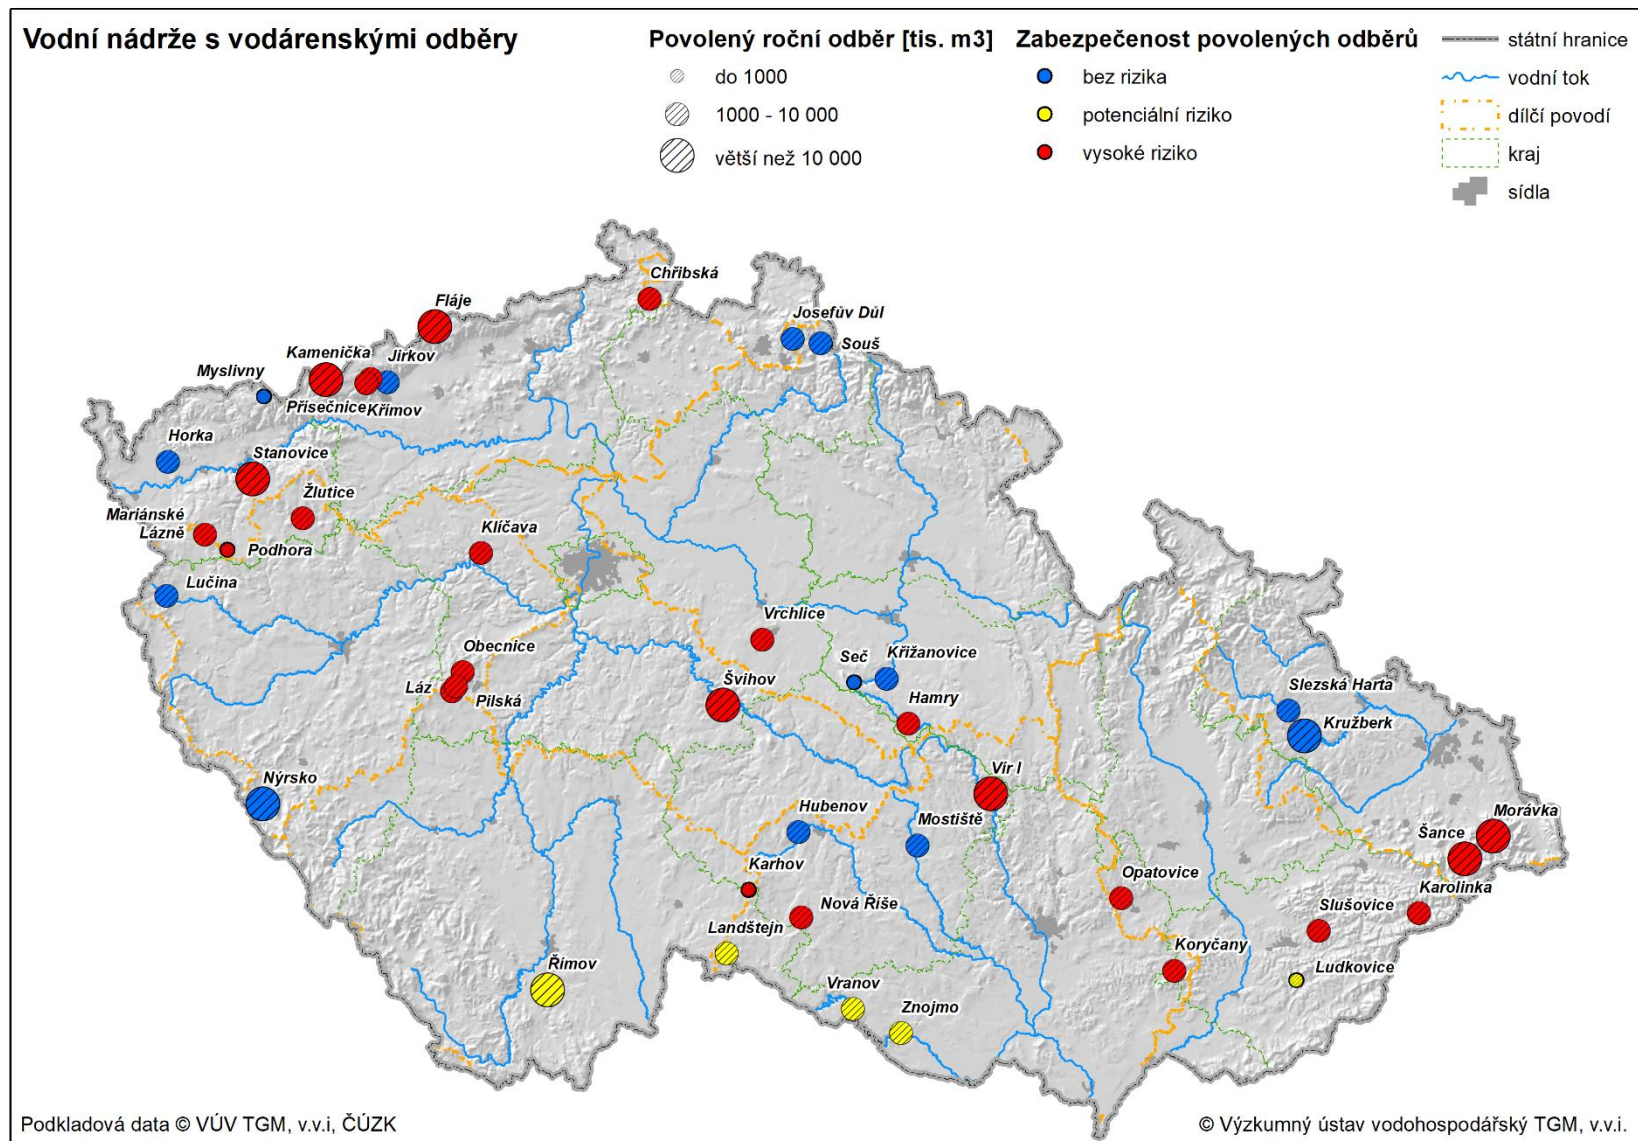 Vodní nádrže s vodárenskými odběry
Povolený roční odběr [tis. m3]
do 1000
1000 - 10 000
větší než 10 000
Zabezpečenost povolených odběrů
bez rizika
potenciální riziko
vysoké riziko
státní hranice
vodní tok
dílčí povodí
kraj
sídla
Chřibská
Fláje
Josefův Důl
Souš
Kamenička
Jirkov
Myslivny
Přísečnice
Křímov
Horka
Stanovice
Žlutice
Mariánské
Lázně
Podhora
Klíčava
Lučina
Vrchlice
Obecnice
Seč
Křižanovice
Láz
Pilská
Švihov
Hamry
Slezská Harta
Kružberk
Nýrsko
Vír I
Hubenov
Mostiště
Morávka
Šance
Karhov
Opatovice
Karolinka
Nová Říše
Slušovice
Landštejn
Koryčany
Římov
Ludkovice
Vranov
Znojmo
Podkladová data © VÚV TGM, v.v.i, ČÚZK
© Výzkumný ústav vodohospodářský TGM, v.v.i.